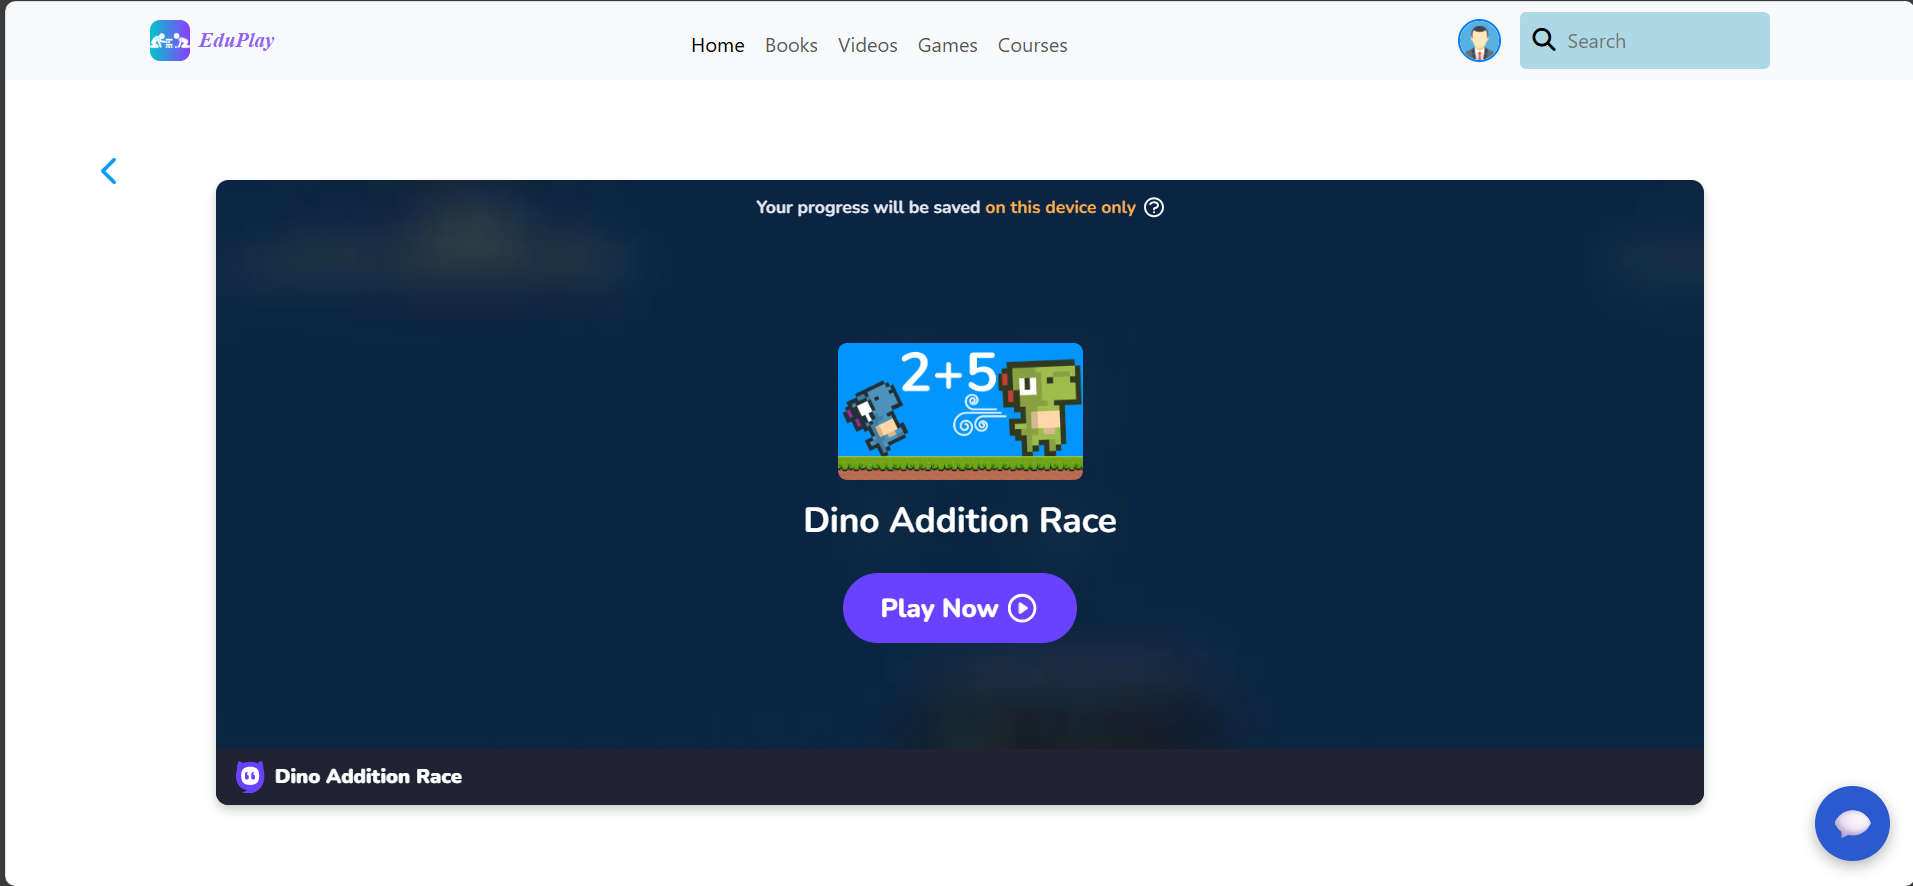 EduPlay
Home Books Videos Games Courses
Search
Your progress will be saved on this device only
2+5
Dino Addition Race
Play Now
Dino Addition Race